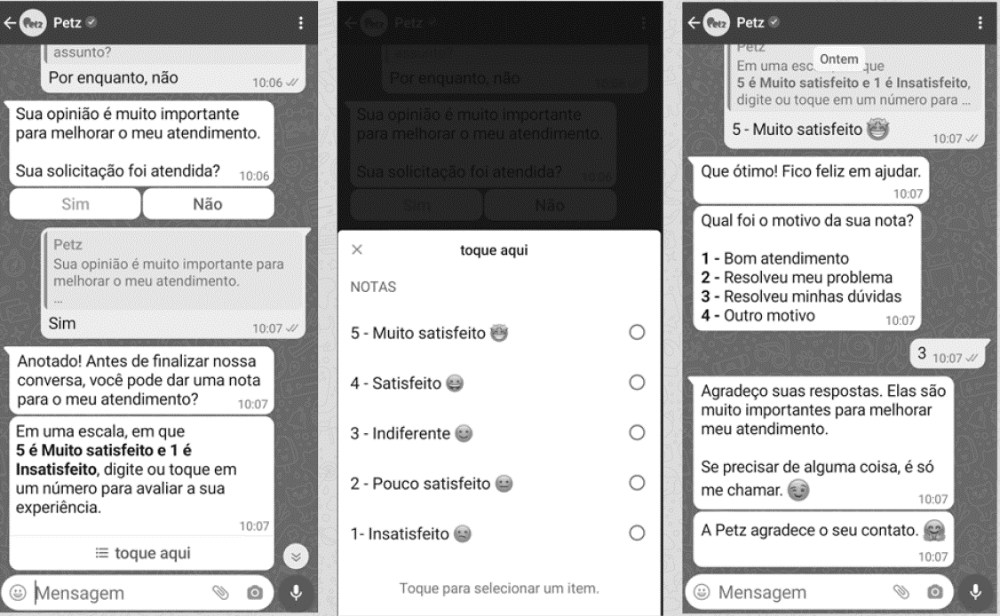 Petz
assunto?
Por enquanto, não
10:06
Sua opinião é muito importante
para melhorar o meu atendimento.
Sua solicitação foi atendida?
10:06
Sim
Não
Petz
Sua opinião é muito importante para
melhorar o meu atendimento.
...
Sim
10:07
Anotado! Antes de finalizar nossa
conversa, você pode dar uma nota
para o meu atendimento?
10:07
Em uma escala, em que
5 é Muito satisfeito e 1 é
Insatisfeito, digite ou toque em
um número para avaliar a sua
experiência.
10:07
toque aqui
Mensagem
Petz
assunto?
Por enquanto, não
10:06
Sua opinião é muito importante
para melhorar o meu atendimento.
Sua solicitação foi atendida?
10:06
Sim
Não
toque aqui
NOTAS
5 - Muito satisfeito
4 - Satisfeito
3 - Indiferente
2 - Pouco satisfeito
1- Insatisfeito
Toque para selecionar um item.
Petz
Ontem
Petz
Em uma que
5 é Muito satisfeito e 1 é Insatisfeito,
digite ou toque em um número para ...
5 - Muito satisfeito
10:07
Que ótimo! Fico feliz em ajudar.
10:07
Qual foi o motivo da sua nota?
1 - Bom atendimento
2 - Resolveu meu problema
3 - Resolveu minhas dúvidas
4 - Outro motivo
10:07
3
10:07
Agradeço suas respostas. Elas são
muito importantes para melhorar
meu atendimento.
Se precisar de alguma coisa, é só
me chamar.
10:07
A Petz agradece o seu contato.
10:07
Mensagem